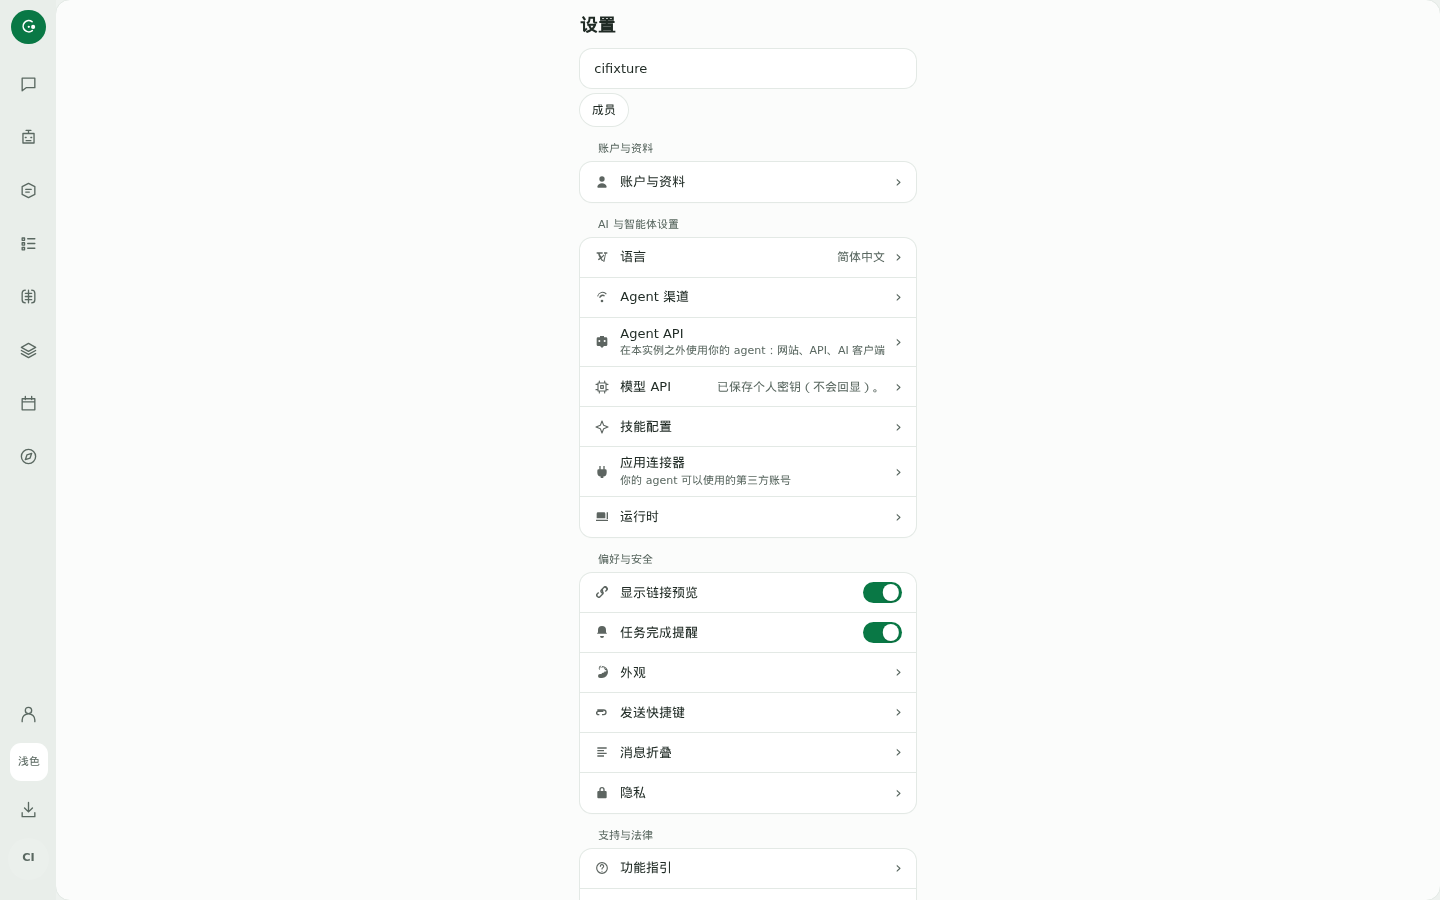 设置
cifixture
成员
账户与资料
账户与资料
AI 与智能体设置
语言 简体中文
Agent 渠道
Agent API
在本实例之外使用你的 agent：网站、API、AI 客户端
模型 API 已保存个人密钥（不会回显）。
技能配置
应用连接器
你的 agent 可以使用的第三方账号
运行时
偏好与安全
显示链接预览
任务完成提醒
外观
发送快捷键
消息折叠
隐私
浅色
CI
支持与法律
功能指引